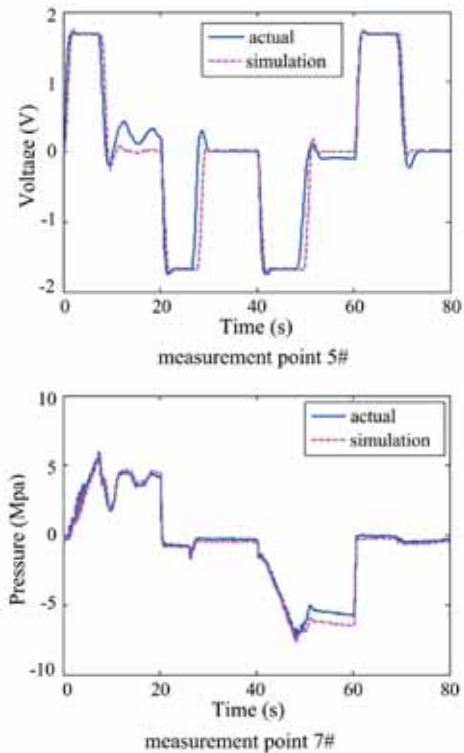 2
1
0
-1
-2
Voltage (V)
actual
simulation
0 20 40 60 80
Time (s)
measurement point 5#
10
5
0
-5
-10
Pressure (Mpa)
actual
simulation
0 20 40 60 80
Time (s)
measurement point 7#